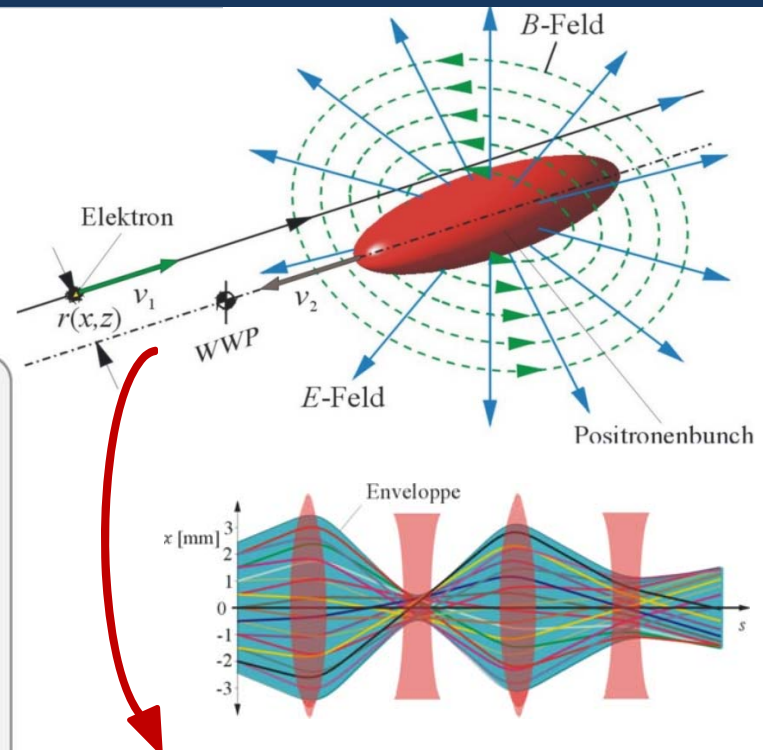 B-Feld
Elektron
v₁
r(x,z)
v₂
WWP
E-Feld
Positronenbunch
Enveloppe
x [mm]
3
2
1
0
-1
-2
-3
s